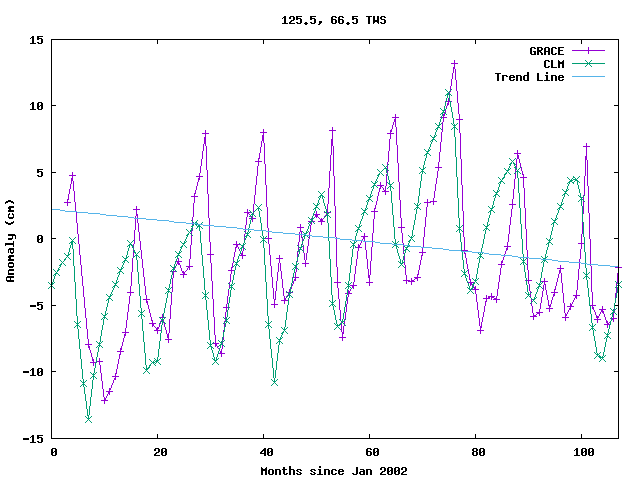 125.5, 66.5 TWS
GRACE
CLM
Trend Line
15
10
5
0
-5
-10
-15
Anomaly (cm)
0 20 40 60 80 100
Months since Jan 2002